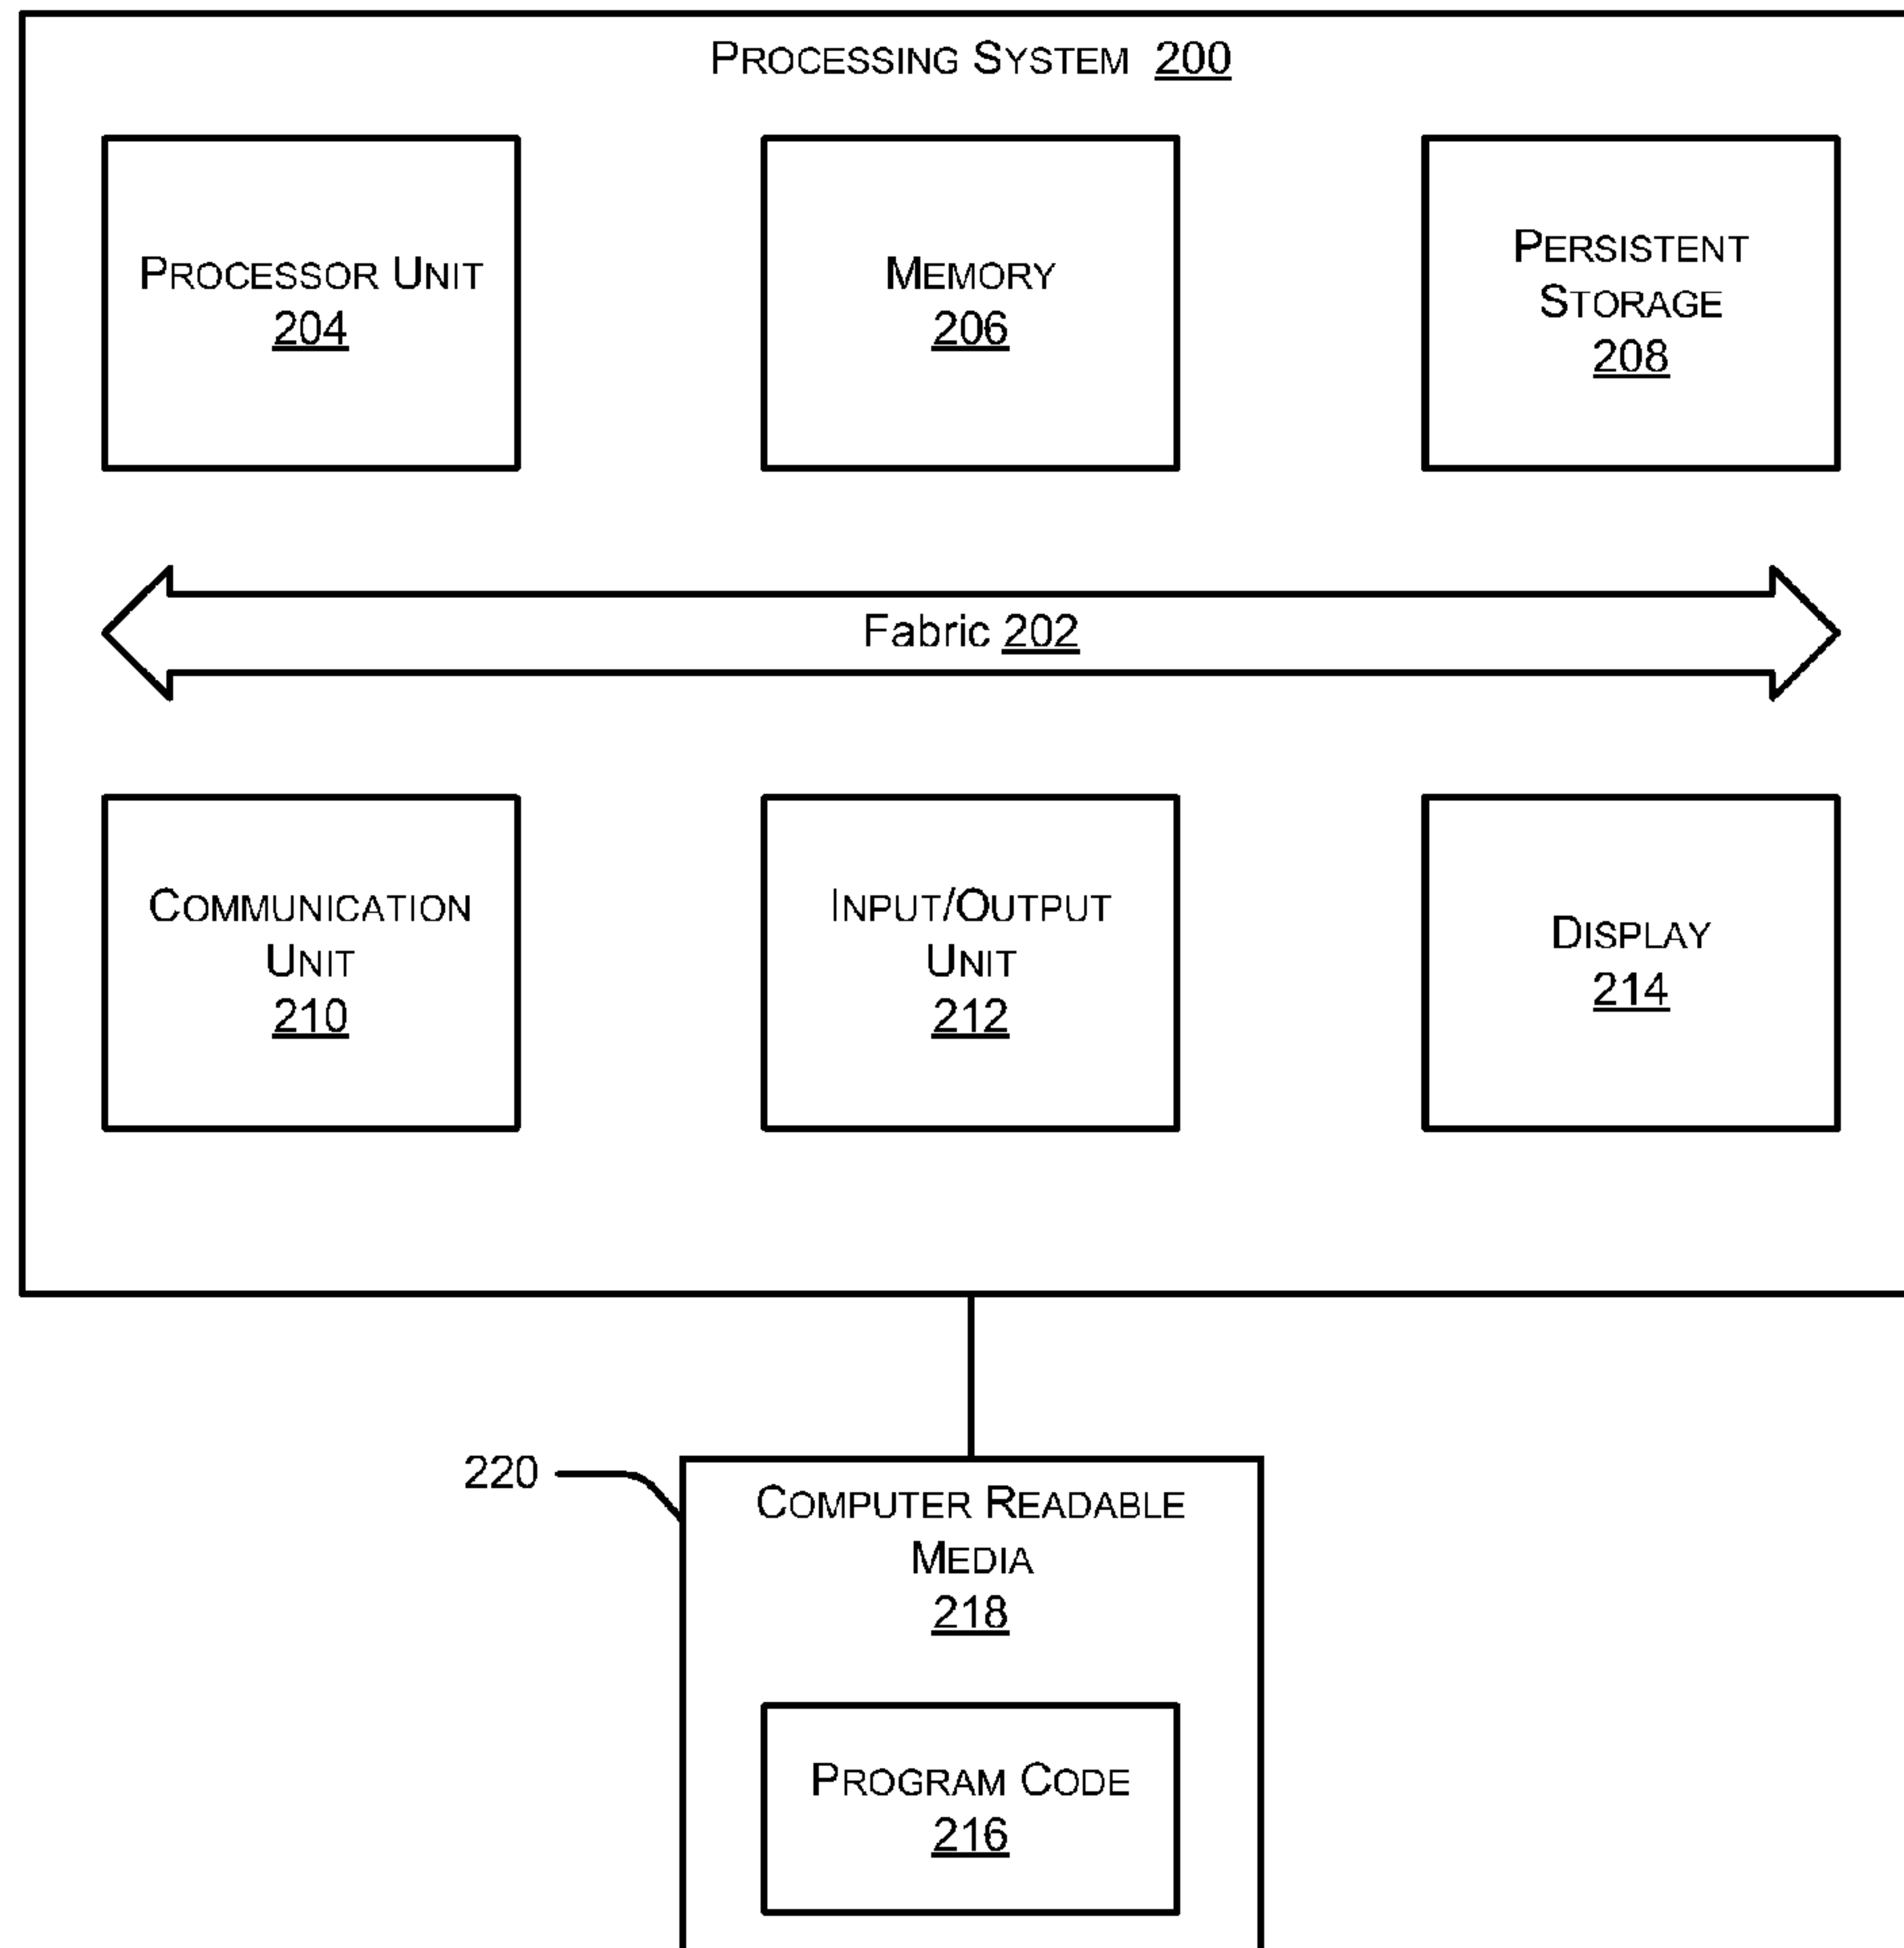 PROCESSING SYSTEM 200
PROCESSOR UNIT
204
MEMORY
206
PERSISTENT
STORAGE
208
Fabric 202
COMMUNICATION
UNIT
210
INPUT/OUTPUT
UNIT
212
DISPLAY
214
220
COMPUTER READABLE
MEDIA
218
PROGRAM CODE
216